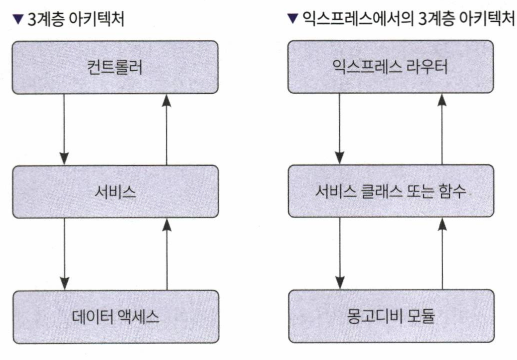 ▼ 3계층 아키텍처
컨트롤러
서비스
데이터 액세스
▼ 익스프레스에서의 3계층 아키텍처
익스프레스 라우터
서비스 클래스 또는 함수
몽고디비 모듈